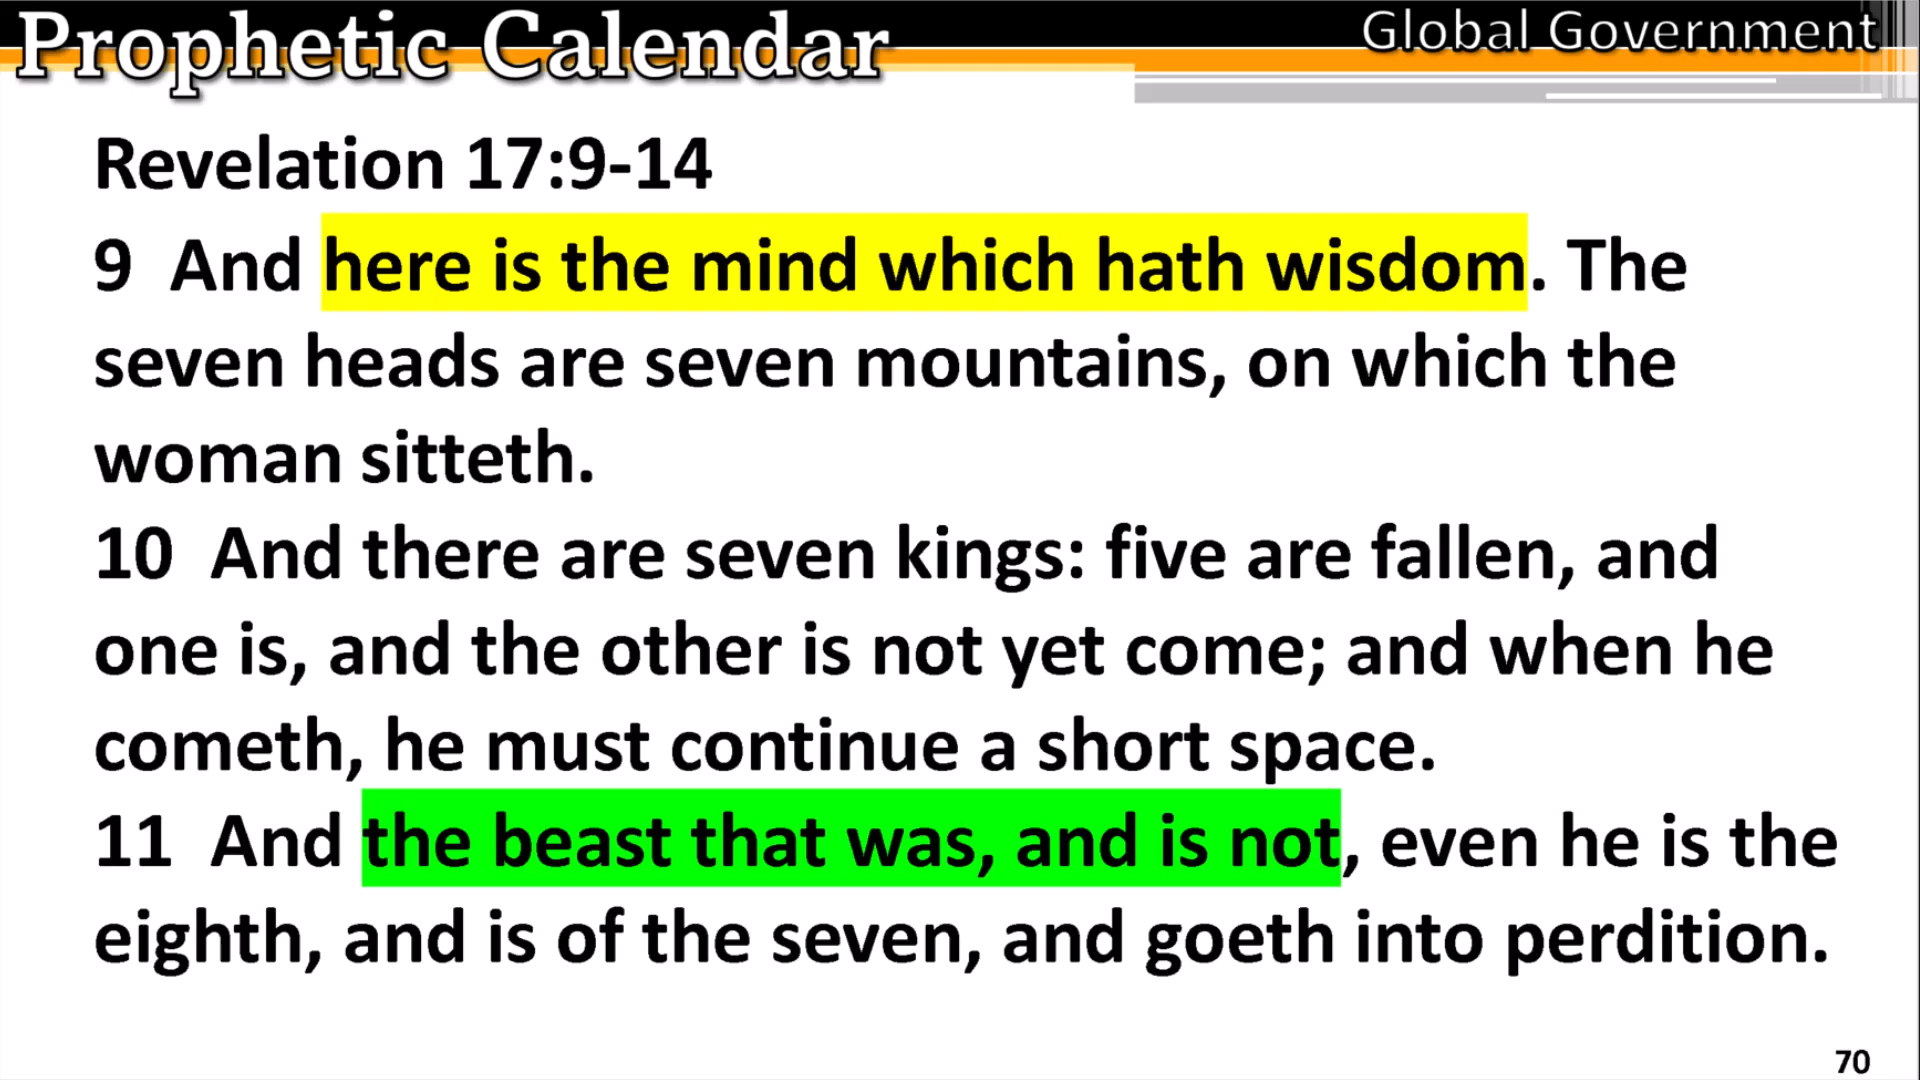 Prophetic Calendar
Global Government
Revelation 17:9-14
9 And here is the mind which hath wisdom. The
seven heads are seven mountains, on which the
woman sitteth.
10 And there are seven kings: five are fallen, and
one is, and the other is not yet come; and when he
cometh, he must continue a short space.
11 And the beast that was, and is not, even he is the
eighth, and is of the seven, and goeth into perdition.
70